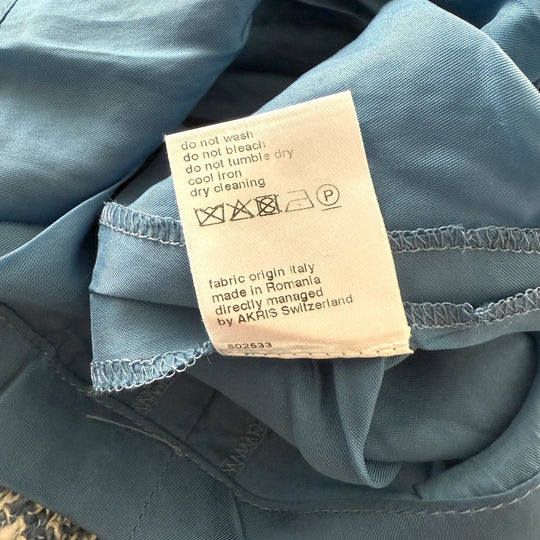 do not wash
do not bleach
do not tumble dry
cool iron
dry cleaning
P
fabric origin italy
made in Romania
directly managed
by AKRIS Switzerland
502533